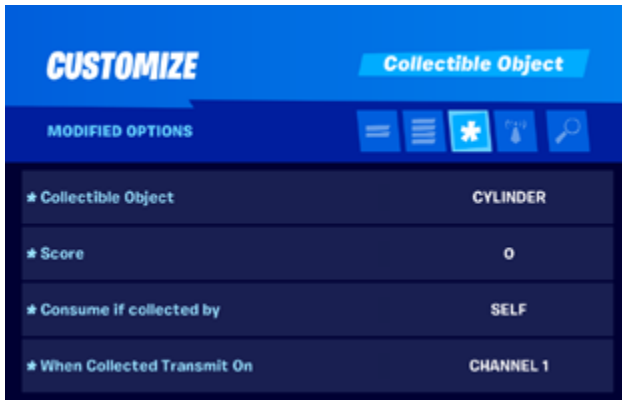 CUSTOMIZE
Collectible Object
MODIFIED OPTIONS
* Collectible Object CYLINDER
* Score 0
* Consume if collected by SELF
* When Collected Transmit On CHANNEL 1